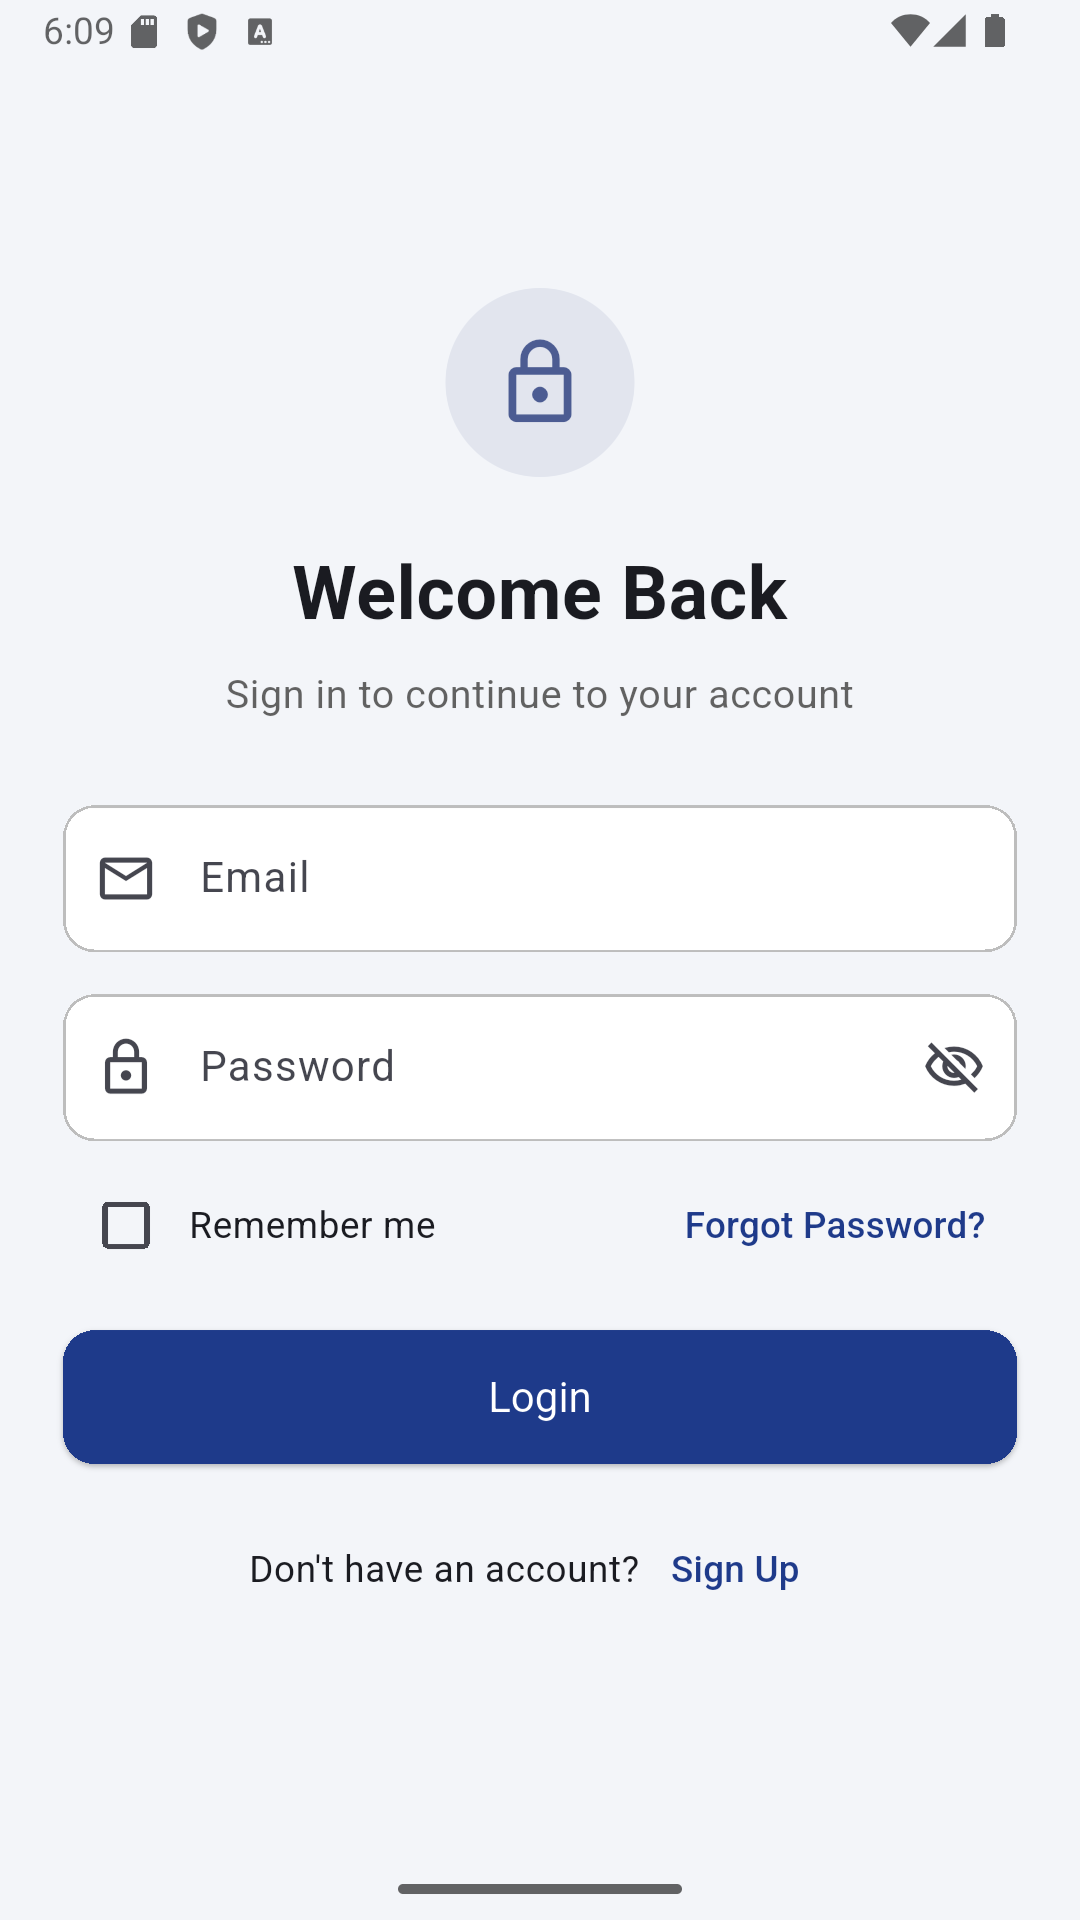 6:09
Welcome Back
Sign in to continue to your account
Email
Password
Remember me
Forgot Password?
Login
Don't have an account? Sign Up